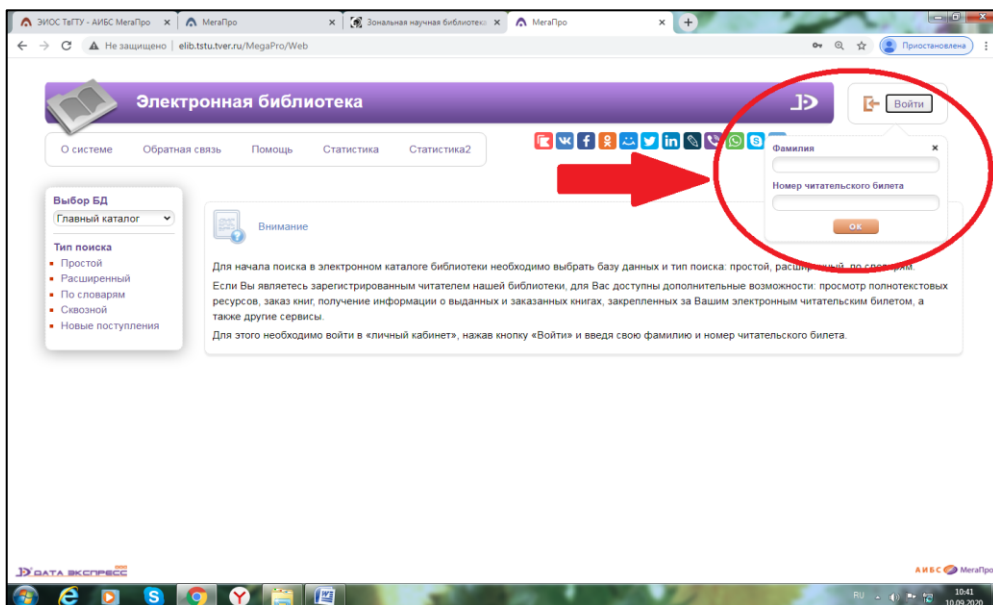 ЭИОС ТвГТУ - АИБС МегаПро
МегаПро
Зональная научная библиотека
МегаПро
Не защищено
elib.tstu.tver.ru/MegaPro/Web
Приостановлена
Электронная библиотека
Войти
О системе
Обратная связь
Помощь
Статистика
Статистика2
Фамилия
Номер читательского билета
ОК
Выбор БД
Главный каталог
Тип поиска
Простой
Расширенный
По словарям
Сквозной
Новые поступления
Внимание
Для начала поиска в электронном каталоге библиотеки необходимо выбрать базу данных и тип поиска: простой, расширенный, по словарям.
Если Вы являетесь зарегистрированным читателем нашей библиотеки, для Вас доступны дополнительные возможности: просмотр полнотекстовых
ресурсов, заказ книг, получение информации о выданных и заказанных книгах, закрепленных за Вашим электронным читательским билетом, а
также другие сервисы.
Для этого необходимо войти в «личный кабинет», нажав кнопку «Войти» и введя свою фамилию и номер читательского билета.
ДАТА ЭКСПРЕСС
АИБС МегаПро
RU
10:41
10.09.2020